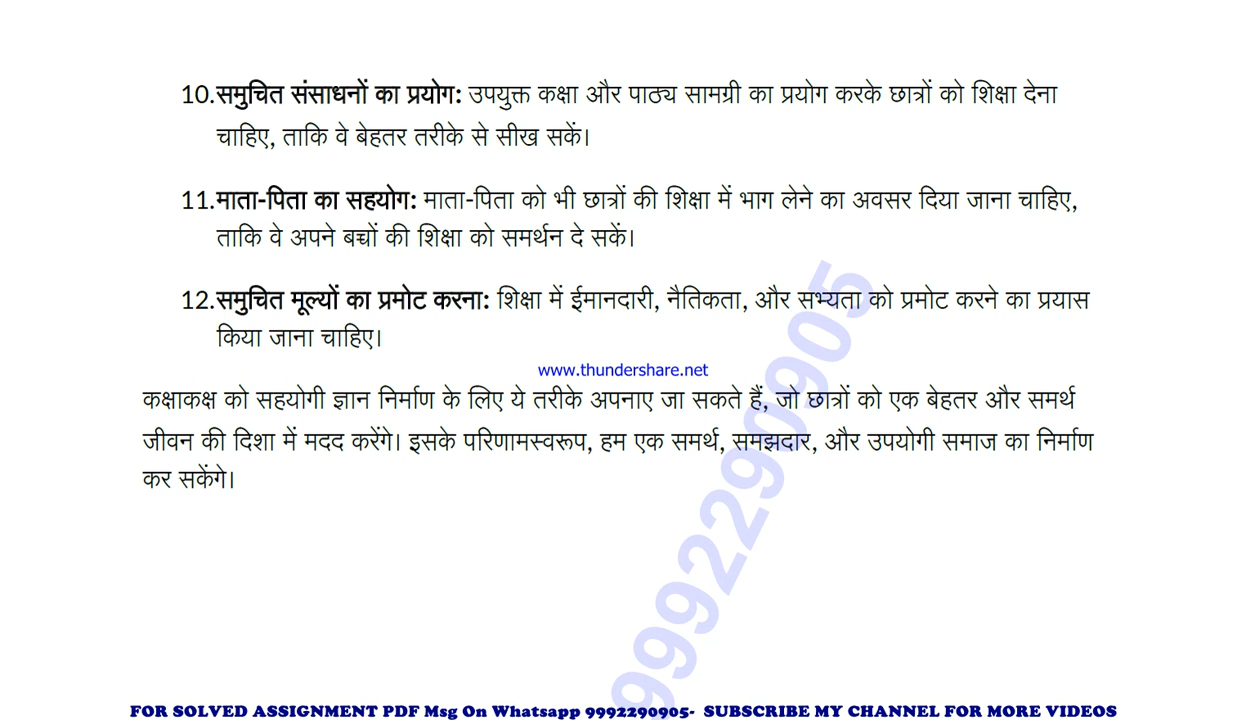 10.समुचित संसाधनों का प्रयोग: उपयुक्त कक्षा और पाठ्य सामग्री का प्रयोग करके छात्रों को शिक्षा देना
चाहिए, ताकि वे बेहतर तरीके से सीख सकें।
11.माता-पिता का सहयोग: माता-पिता को भी छात्रों की शिक्षा में भाग लेने का अवसर दिया जाना चाहिए,
ताकि वे अपने बच्चों की शिक्षा को समर्थन दे सकें।
12.समुचित मूल्यों का प्रमोट करना: शिक्षा में ईमानदारी, नैतिकता, और सभ्यता को प्रमोट करने का प्रयास
किया जाना चाहिए।
www.thundershare.net
कक्षाकक्ष को सहयोगी ज्ञान निर्माण के लिए ये तरीके अपनाए जा सकते हैं, जो छात्रों को एक बेहतर और समर्थ
जीवन की दिशा में मदद करेंगे। इसके परिणामस्वरूप, हम एक समर्थ, समझदार, और उपयोगी समाज का निर्माण
कर सकेंगे।
9992290905
FOR SOLVED ASSIGNMENT PDF Msg On Whatsapp 9992290905- SUBSCRIBE MY CHANNEL FOR MORE VIDEOS